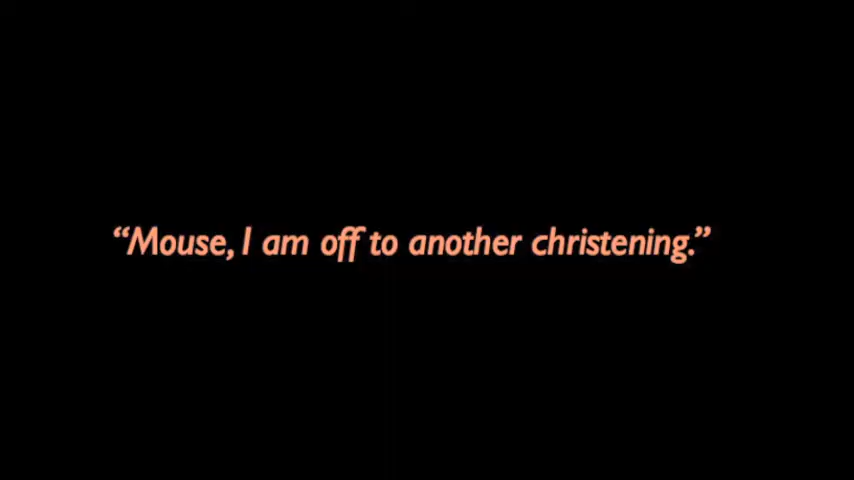 “Mouse, I am off to another christening.”